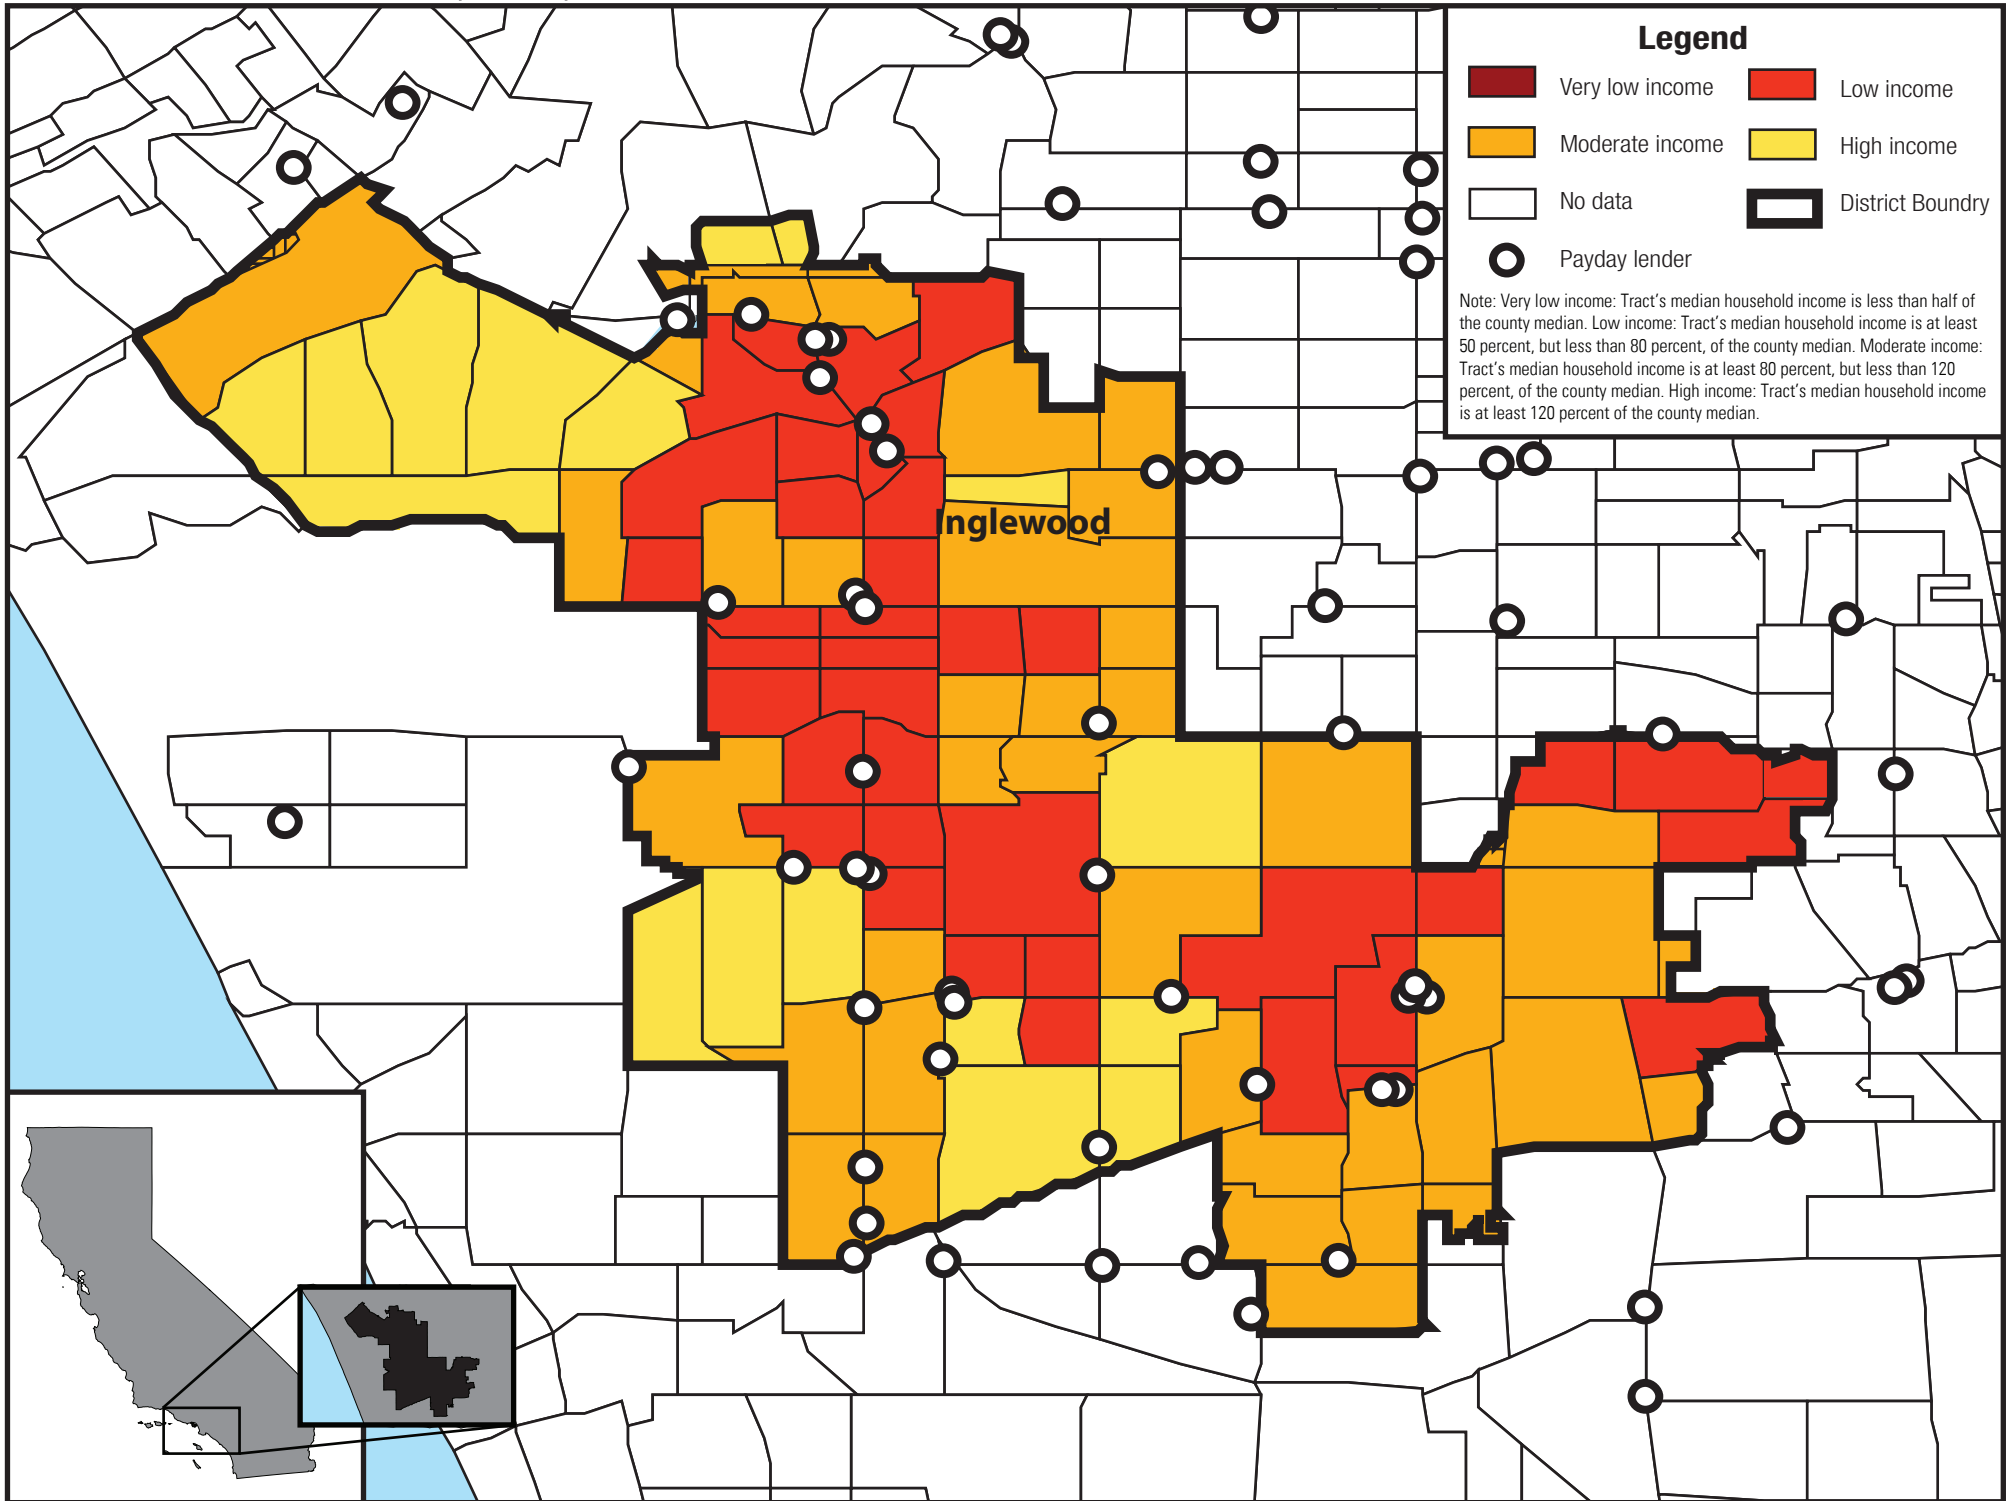 Legend
Very low income
Low income
Moderate income
High income
No data
District Boundry
Payday lender
Note: Very low income: Tract's median household income is less than half of
the county median. Low income: Tract's median household income is at least
50 percent, but less than 80 percent, of the county median. Moderate income:
Tract's median household income is at least 80 percent, but less than 120
percent, of the county median. High income: Tract's median household income
is at least 120 percent of the county median.
Inglewood